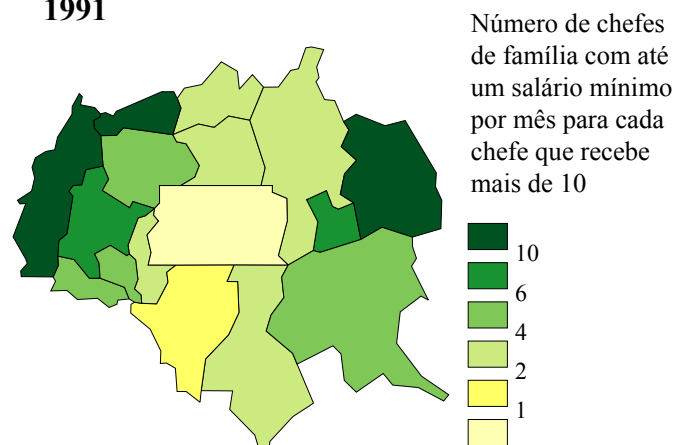 1991
Número de chefes
de família com até
um salário mínimo
por mês para cada
chefe que recebe
mais de 10
10
6
4
2
1